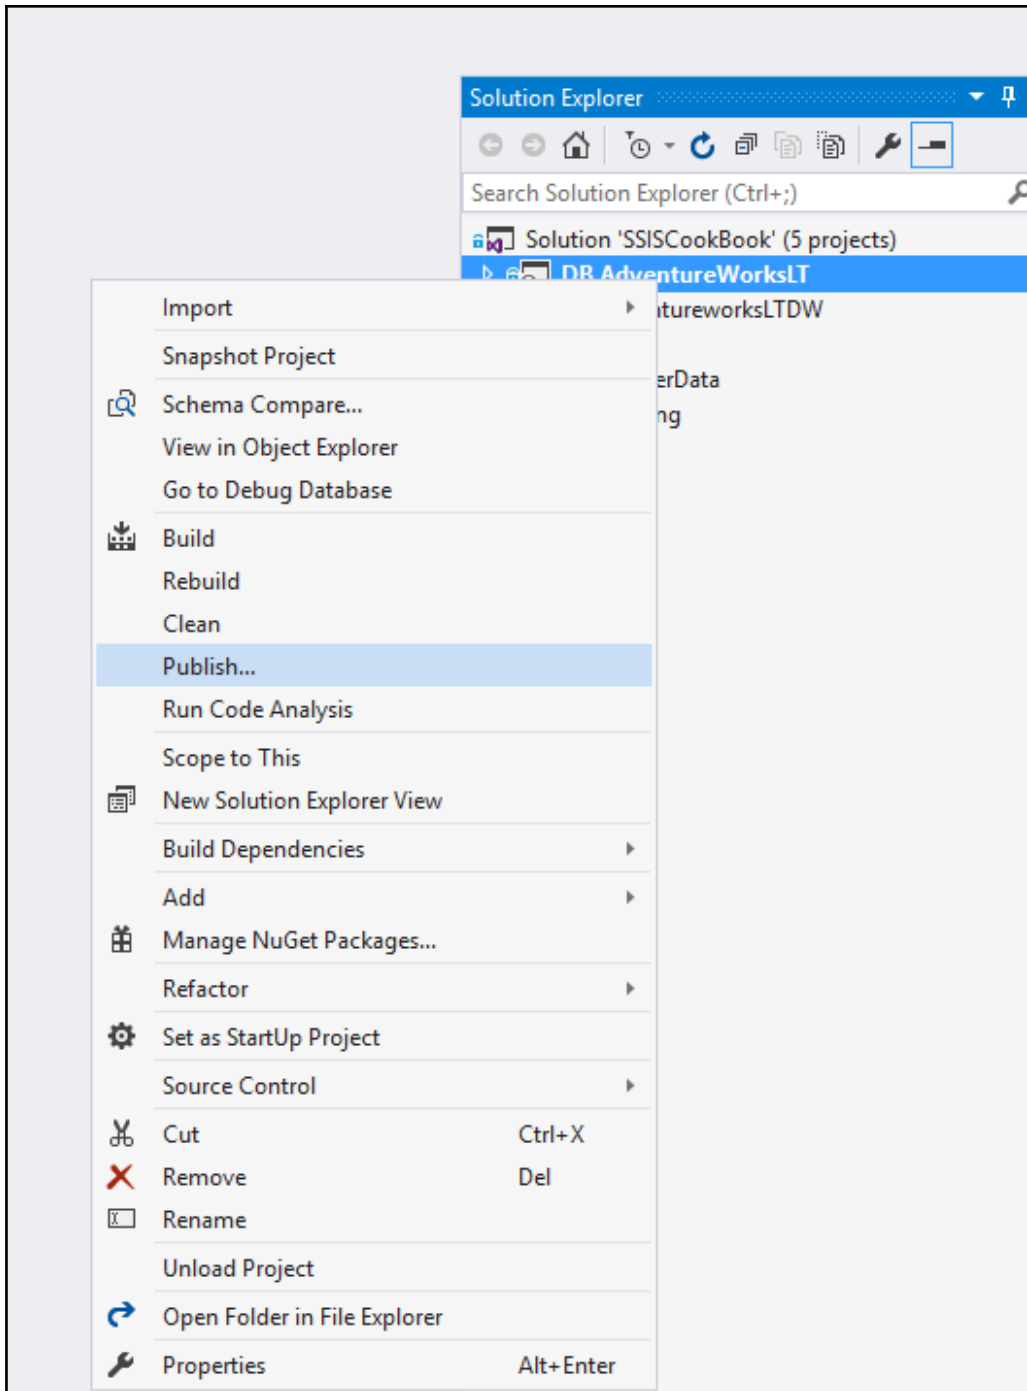 Solution Explorer
Search Solution Explorer (Ctrl+;)
Solution 'SSISCookBook' (5 projects)
DB.AdventureWorksLT
Import
tureworksLTDW
Snapshot Project
erData
Schema Compare...
ng
View in Object Explorer
Go to Debug Database
Build
Rebuild
Clean
Publish...
Run Code Analysis
Scope to This
New Solution Explorer View
Build Dependencies
Add
Manage NuGet Packages...
Refactor
Set as StartUp Project
Source Control
Cut Ctrl+X
Remove Del
Rename
Unload Project
Open Folder in File Explorer
Properties Alt+Enter